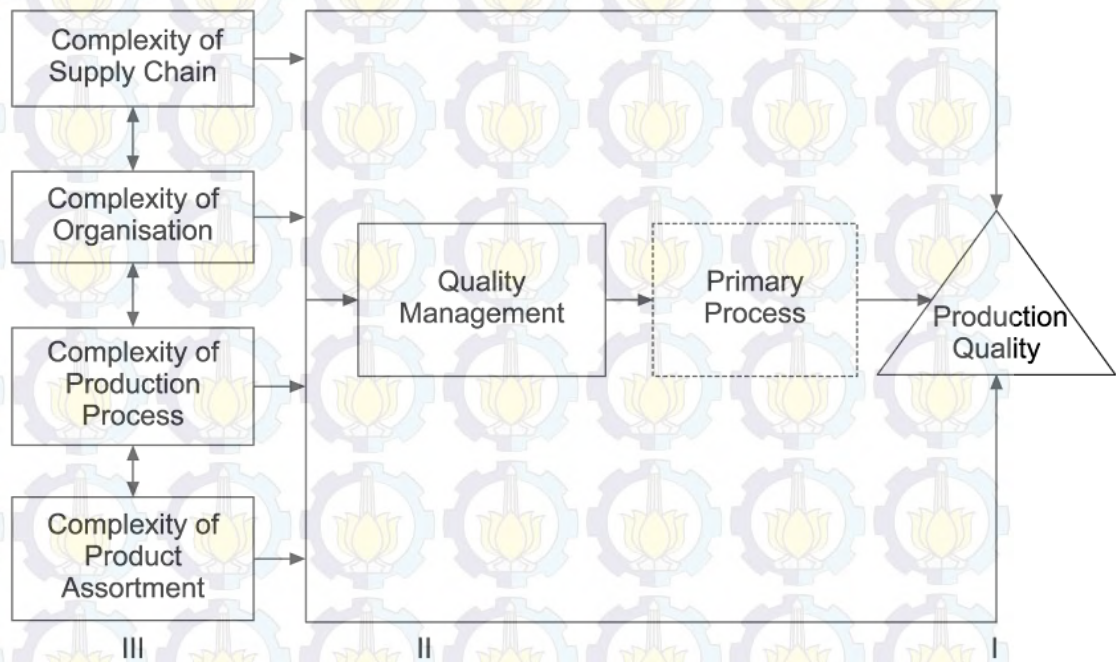 Complexity of
Supply Chain
Complexity of
Organisation
Complexity of
Production
Process
Complexity of
Product
Assortment
Quality
Management
Primary
Process
Production
Quality
III
II
I